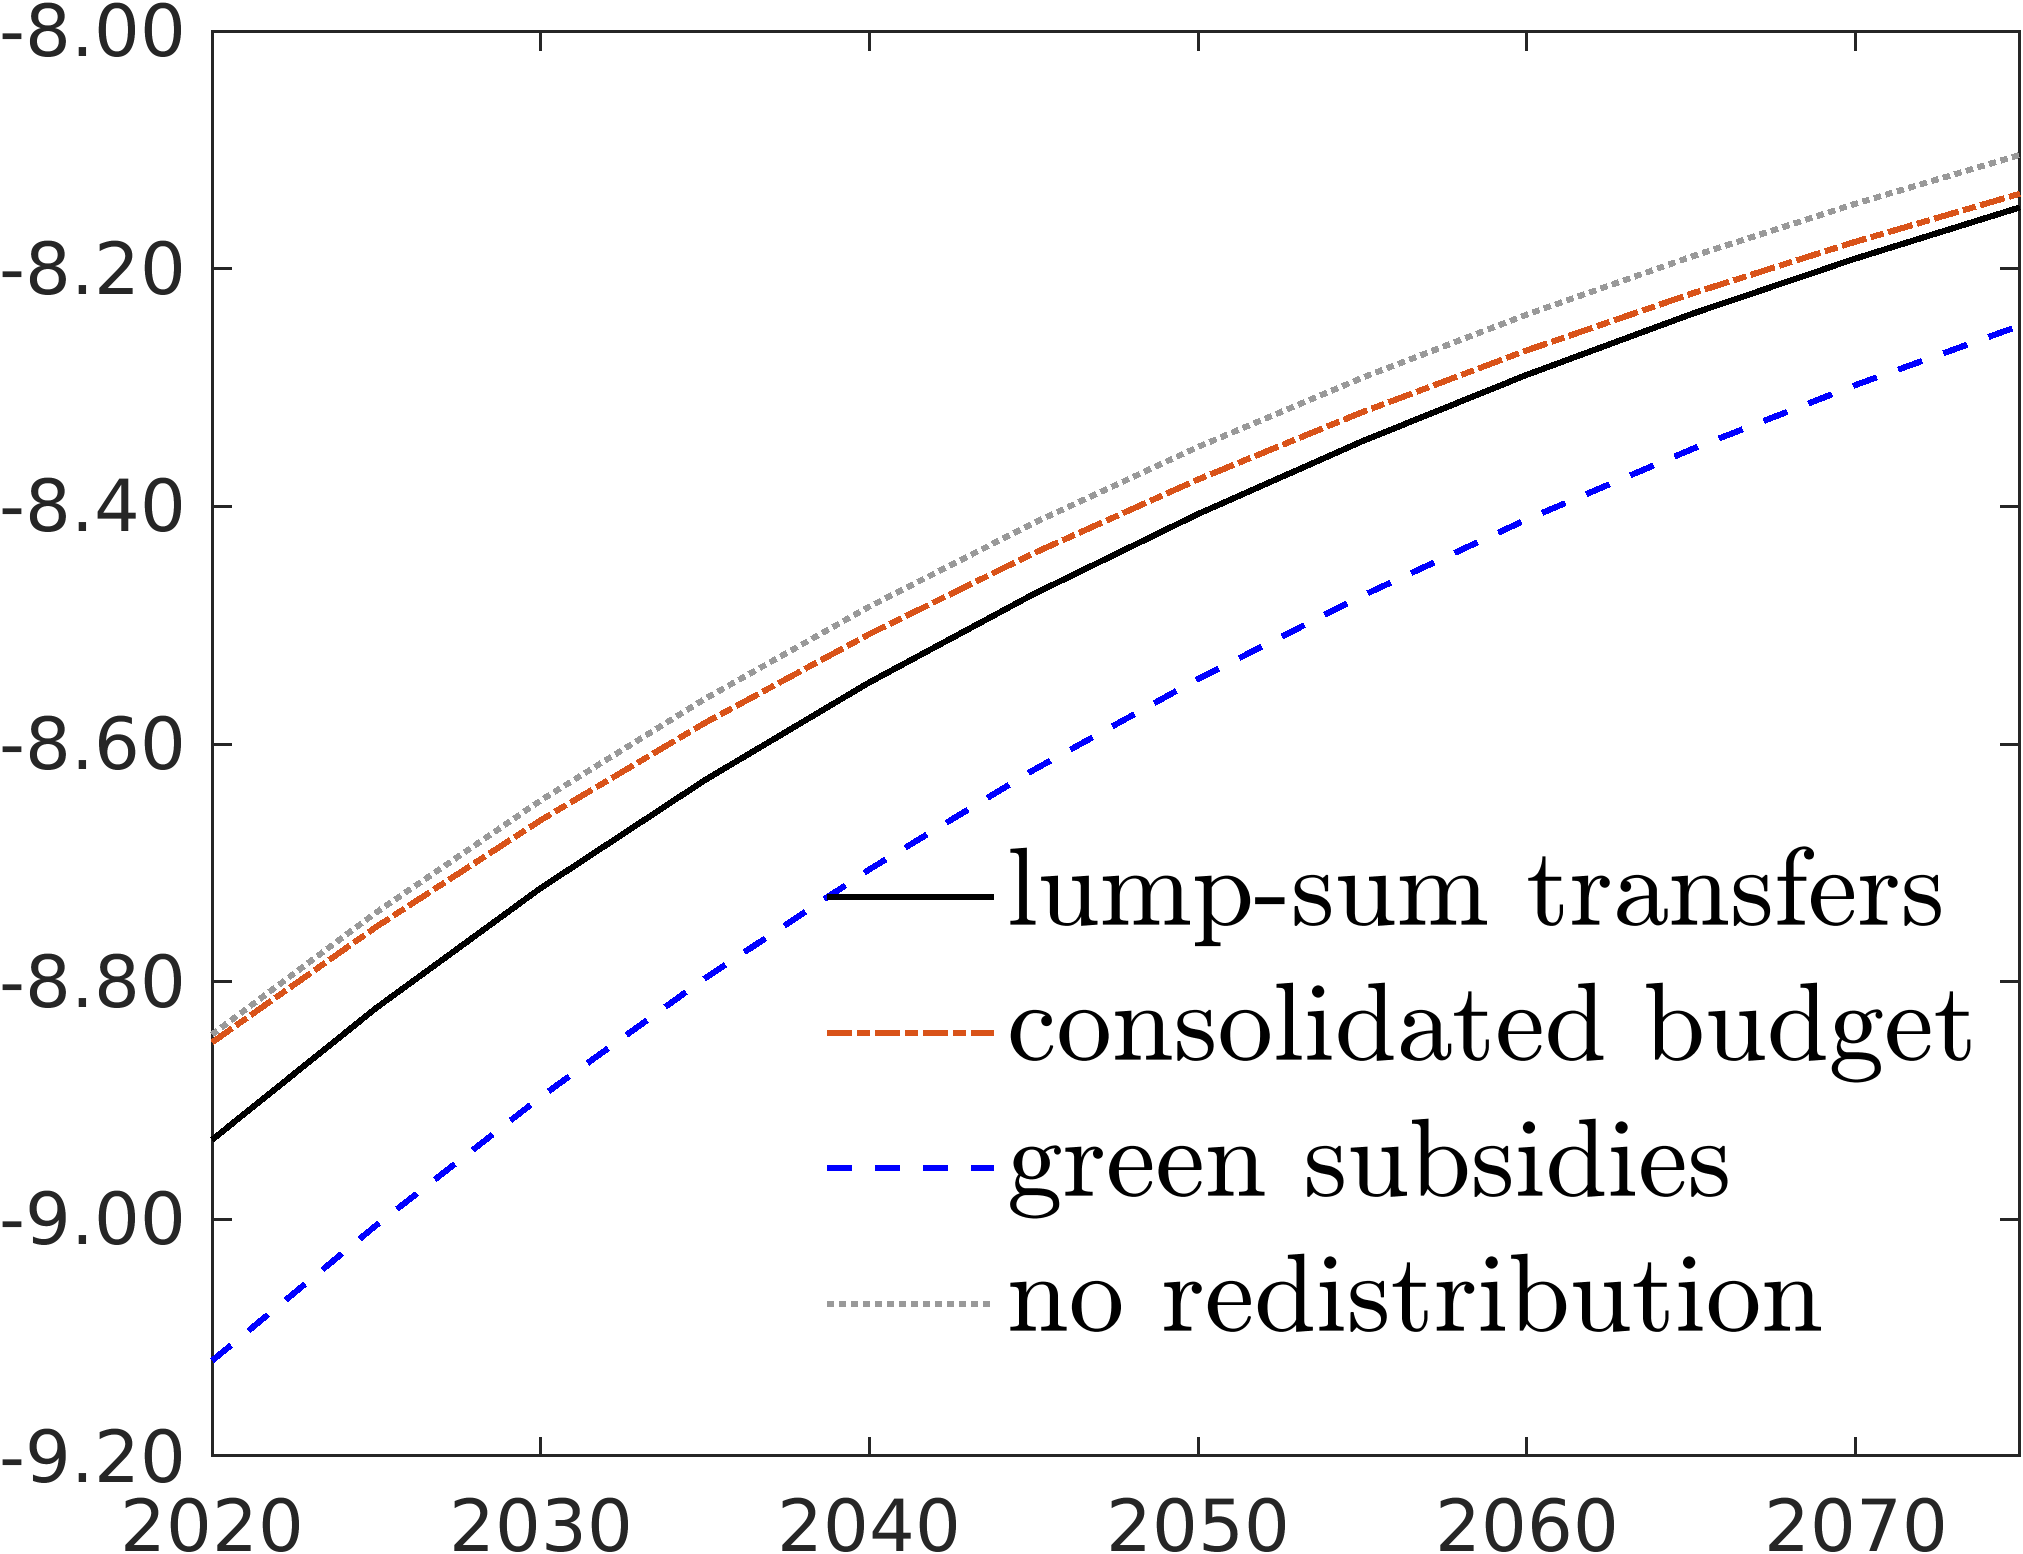 -8.00
-8.20
-8.40
-8.60
-8.80
-9.00
-9.20
lump-sum transfers
consolidated budget
green subsidies
no redistribution
2020 2030 2040 2050 2060 2070